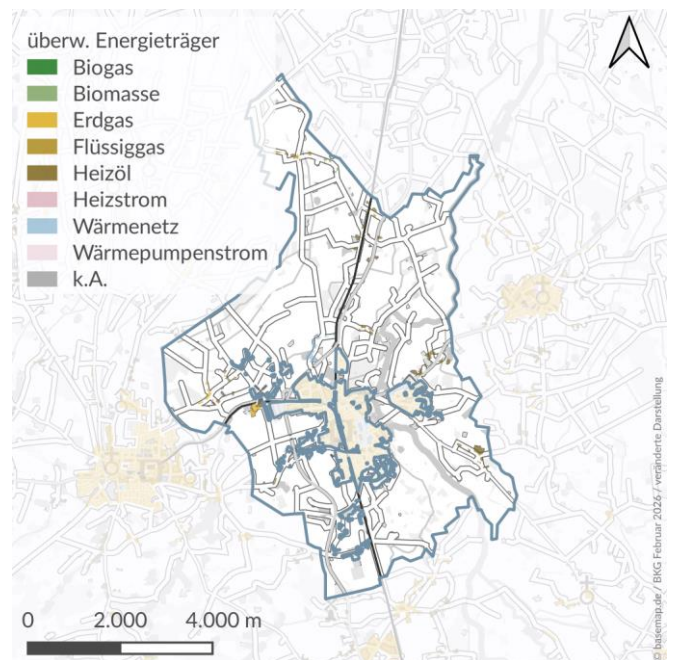 überw. Energieträger
Biogas
Biomasse
Erdgas
Flüssiggas
Heizöl
Heizstrom
Wärmenetz
Wärmepumpenstrom
k.A.
0 2.000 4.000 m
© basemap.de / BKG Februar 2026 / veränderte Darstellung